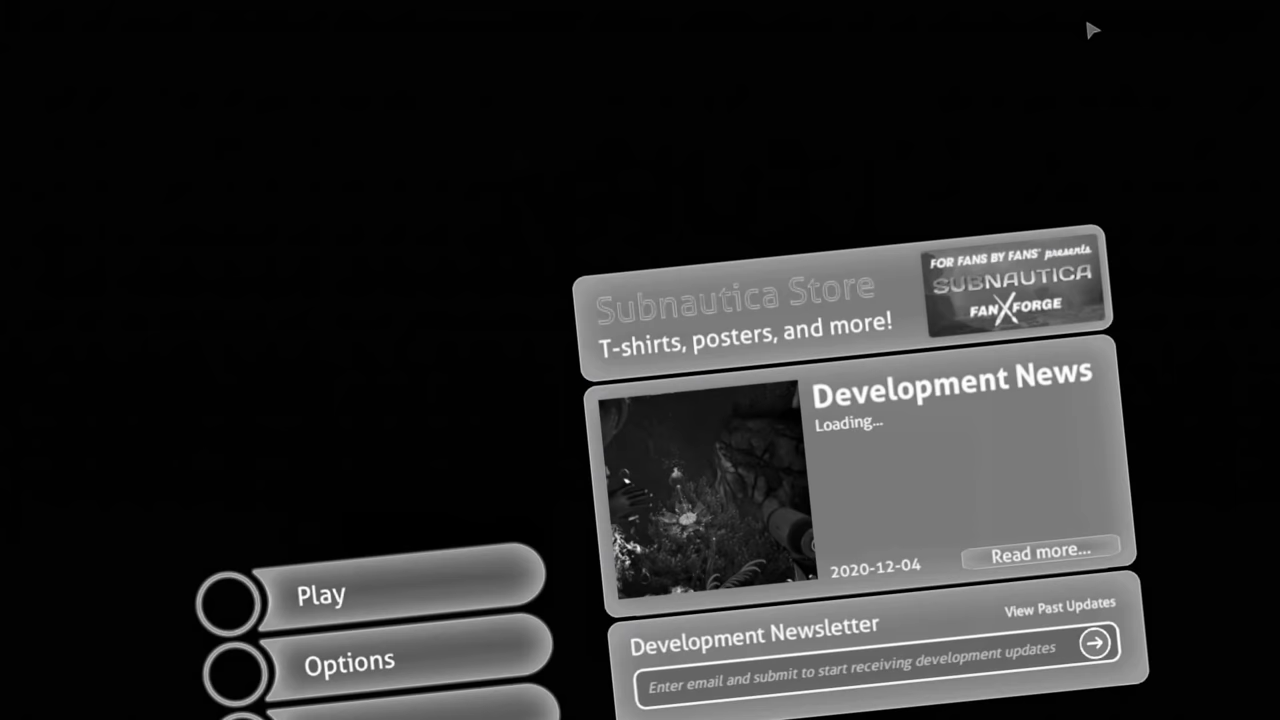 Subnautica Store
T-shirts, posters, and more!
FOR FANS BY FANS' presents
SUBNAUTICA
FAN FORGE
Development News
Loading...
2020-12-04
Read more...
Play
Options
Development Newsletter
View Past Updates
Enter email and submit to start receiving development updates